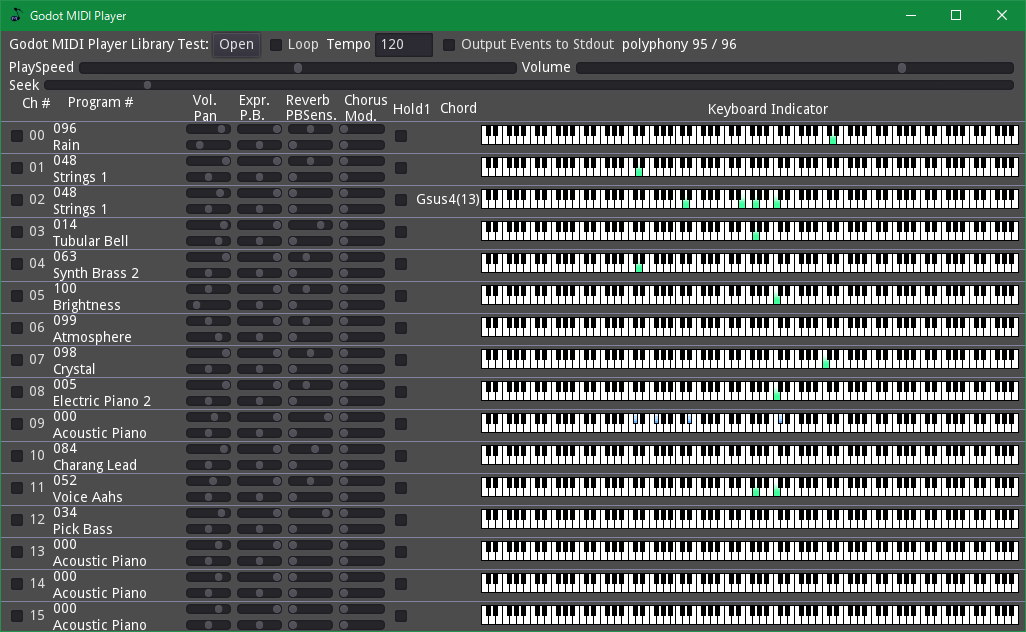 Godot MIDI Player
Godot MIDI Player Library Test: Open Loop Tempo 120 Output Events to Stdout polyphony 95 / 96
PlaySpeed Volume
Seek
Ch # Program # Vol. Expr. Reverb Chorus Hold1 Chord Keyboard Indicator
Pan P.B. PBSens. Mod.
00 096
Rain
01 048
Strings 1
02 048 Gsus4(13)
Strings 1
03 014
Tubular Bell
04 063
Synth Brass 2
05 100
Brightness
06 099
Atmosphere
07 098
Crystal
08 005
Electric Piano 2
09 000
Acoustic Piano
10 084
Charang Lead
11 052
Voice Aahs
12 034
Pick Bass
13 000
Acoustic Piano
14 000
Acoustic Piano
15 000
Acoustic Piano